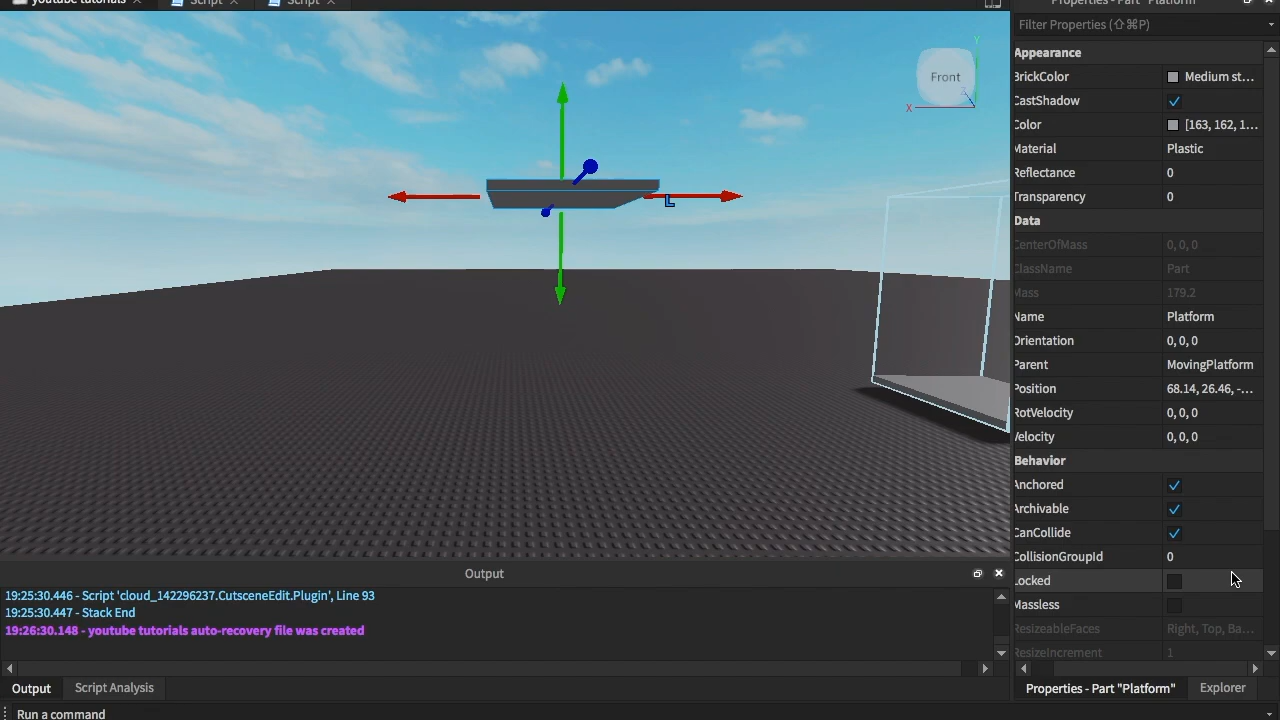 youtube tutorials
Script
Script
Properties - Part "Platform"
Filter Properties (⇧⌘P)
Appearance
BrickColor Medium st...
CastShadow
Color [163, 162, 1...
Material Plastic
Reflectance 0
Transparency 0
Data
CenterOfMass 0, 0, 0
ClassName Part
Mass 179.2
Name Platform
Orientation 0, 0, 0
Parent MovingPlatform
Position 68.14, 26.46, -...
RotVelocity 0, 0, 0
Velocity 0, 0, 0
Behavior
Anchored
Archivable
CanCollide
CollisionGroupId 0
Locked
Massless
ResizeableFaces Right, Top, Ba...
ResizeIncrement 1
Y
Front
X
Z
L
Output
19:25:30.446 - Script 'cloud_142296237.CutsceneEdit.Plugin', Line 93
19:25:30.447 - Stack End
19:26:30.148 - youtube tutorials auto-recovery file was created
Output Script Analysis
Properties - Part "Platform" Explorer
Run a command